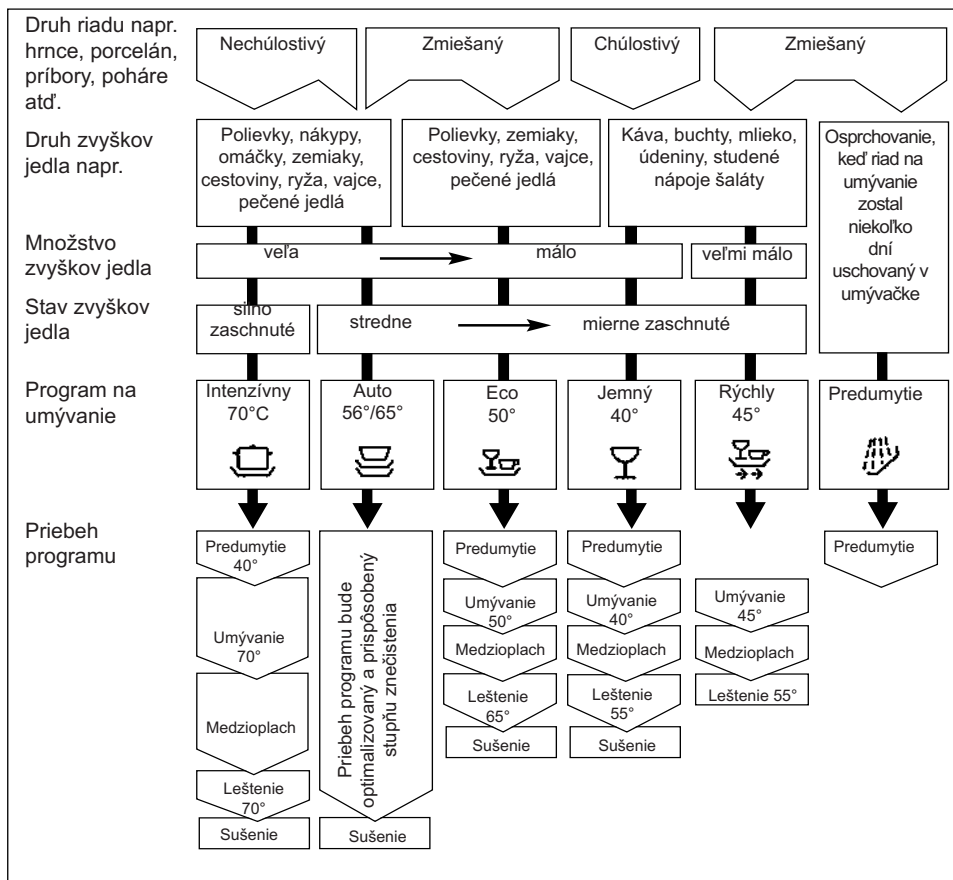 Druh riadu napr.
hrnce, porcelán,
príbory, poháre
atď.
Nechúlostivý
Zmiešaný
Chúlostivý
Zmiešaný
Druh zvyškov
jedla napr.
Polievky, nákypy,
omáčky, zemiaky,
cestoviny, ryža, vajce,
pečené jedlá
Polievky, zemiaky,
cestoviny, ryža, vajce,
pečené jedlá
Káva, buchty, mlieko,
údeniny, studené
nápoje šaláty
Osprchovanie,
keď riad na
umývanie
zostal
niekoľko
dní
uschovaný v
umývačke
Množstvo
zvyškov jedla
veľa
málo
veľmi málo
Stav zvyškov
jedla
silno
zaschnuté
stredne
mierne zaschnuté
Program na
umývanie
Intenzívny
70°C
Auto
56°/65°
Eco
50°
Jemný
40°
Rýchly
45°
Predumytie
Priebeh
programu
Predumytie
40°
Umývanie
70°
Medzioplach
Leštenie
70°
Sušenie
Priebeh programu bude
optimalizovaný a prispôsobený
stupňu znečistenia
Sušenie
Predumytie
Umývanie
50°
Medzioplach
Leštenie
65°
Sušenie
Predumytie
Umývanie
40°
Medzioplach
Leštenie
55°
Sušenie
Umývanie
45°
Medzioplach
Leštenie 55°
Predumytie